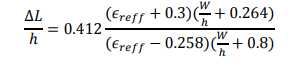 ΔL/h = 0.412 (ϵ_reff + 0.3)(W/h + 0.264) / (ϵ_reff − 0.258)(W/h + 0.8)